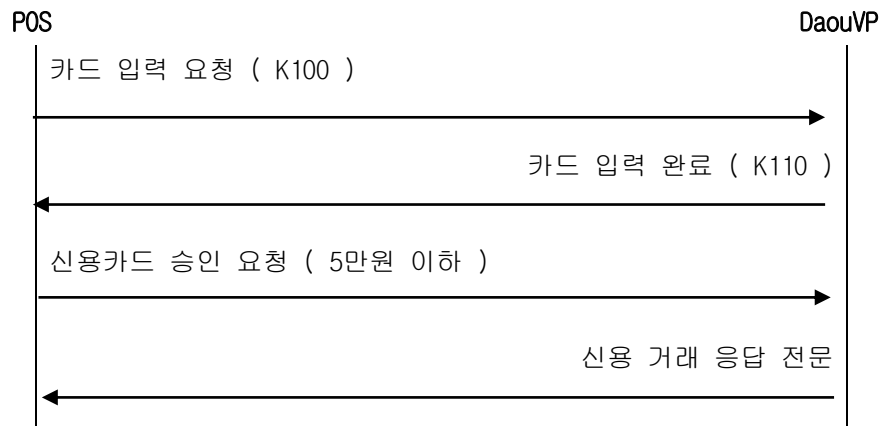 POS
DaouVP
카드 입력 요청 ( K100 )
카드 입력 완료 ( K110 )
신용카드 승인 요청 ( 5만원 이하 )
신용 거래 응답 전문